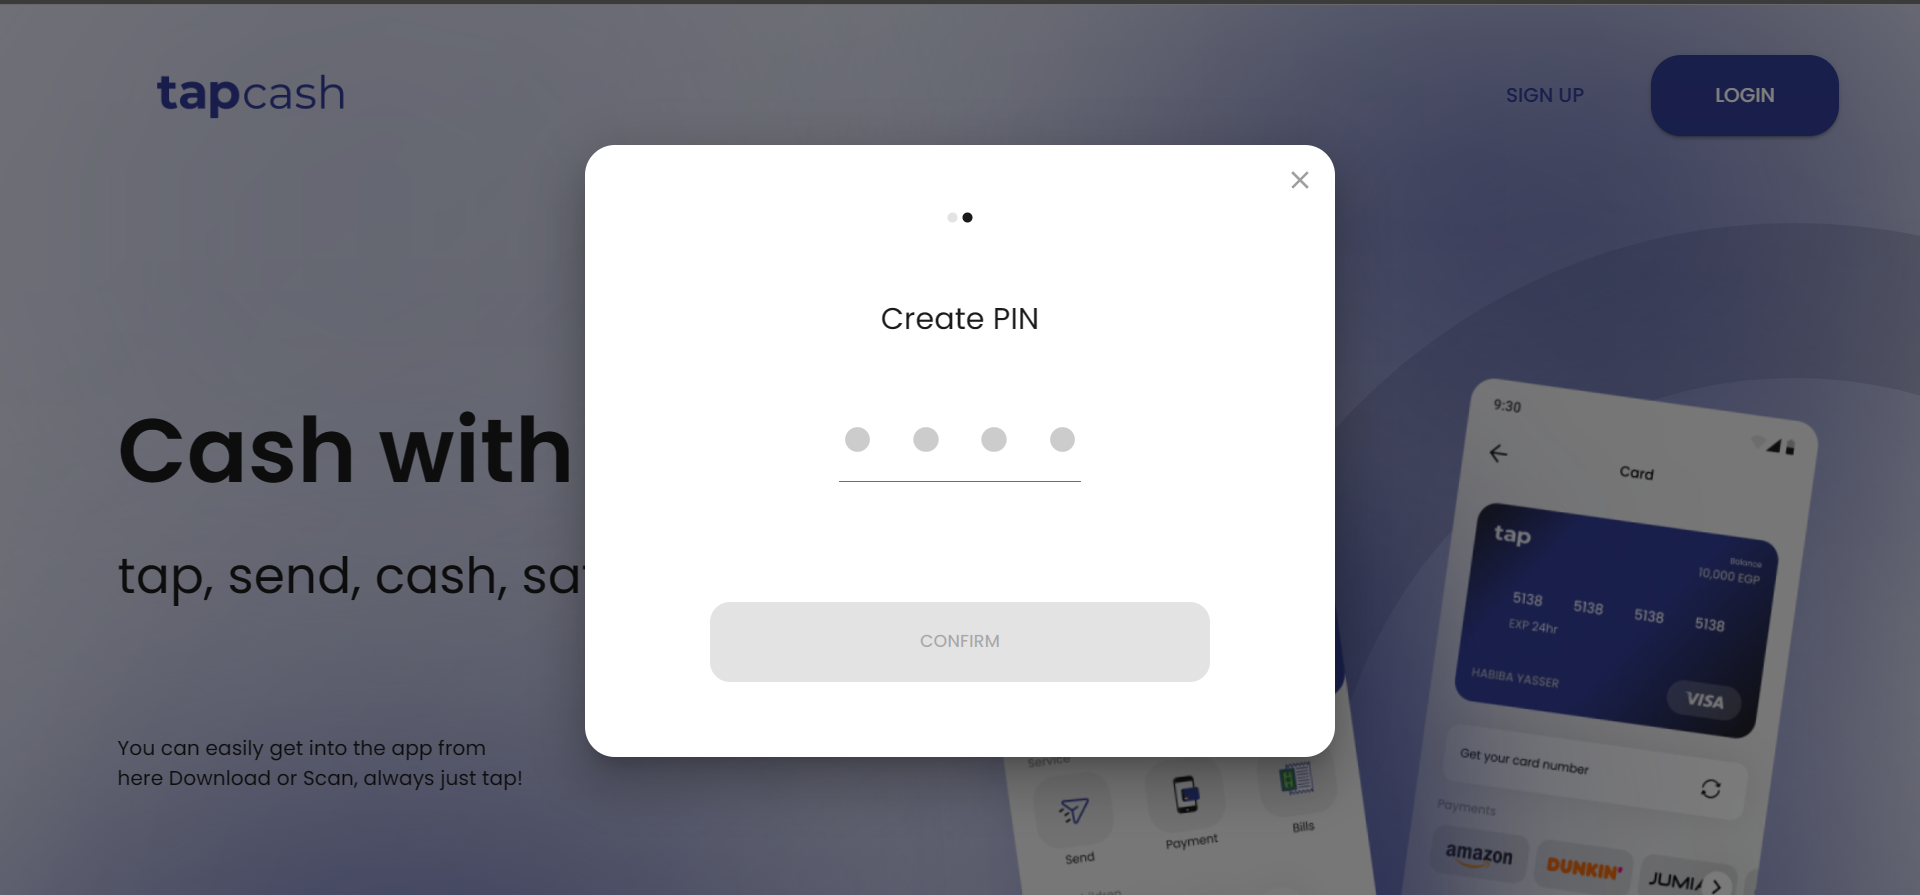 tapcash
SIGN UP
LOGIN
Create PIN
CONFIRM
Cash with
tap, send, cash, sa
You can easily get into the app from
here Download or Scan, always just tap!
9:30
Card
tap
Balance
10,000 EGP
5138 5138 5138 5138
EXP 24hr
HABIBA YASSER
VISA
Get your card number
Payments
amazon
DUNKIN'
JUMIA
Service
Send
Payment
Bills